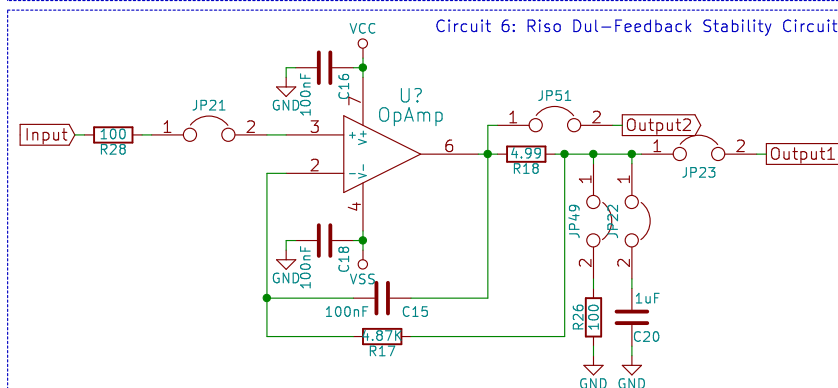 Circuit 6: Riso Dul-Feedback Stability Circuit
VCC
GND
100nF
C16
7
U?
OpAmp
JP21
JP51
Input
100
R28
1
2
3
+
V+
6
1
2
Output2
4.99
R18
1
2
Output1
JP23
2
-
V-
4
GND
100nF
C18
VSS
1
JP49
2
1
JP22
2
100nF
C15
4.87K
R17
R26
100
1uF
C20
GND
GND